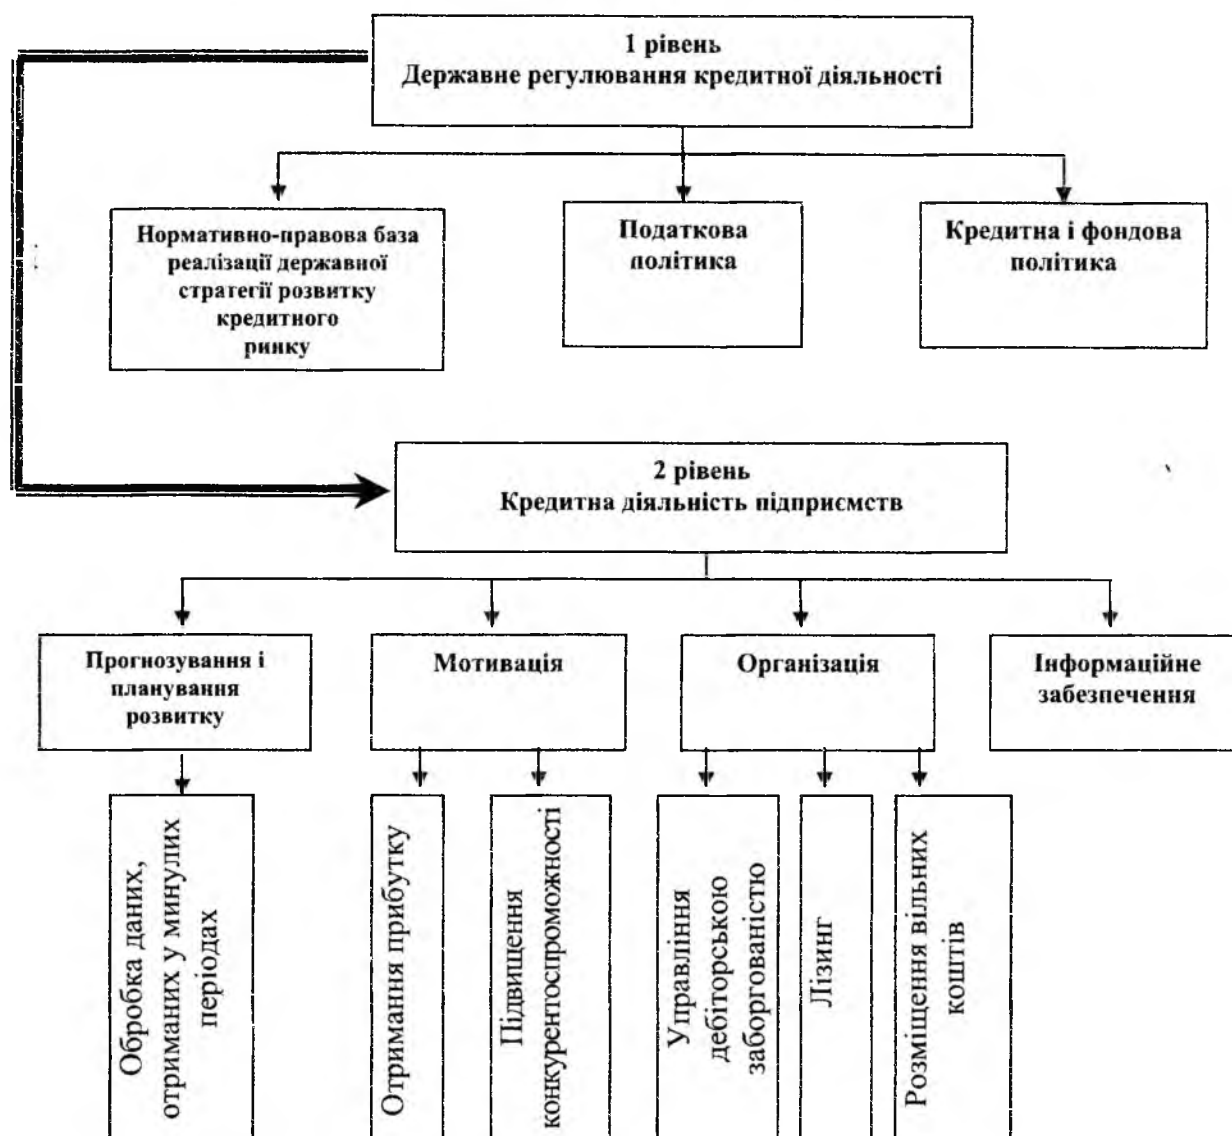 1 рівень
Державне регулювання кредитної діяльності
Нормативно-правова база
реалізації державної
стратегії розвитку
кредитного
ринку
Податкова
політика
Кредитна і фондова
політика
2 рівень
Кредитна діяльність підприємств
Прогнозування і
планування
розвитку
Мотивація
Організація
Інформаційне
забезпечення
Обробка даних,
отриманих у минулих
періодах
Отримання прибутку
Підвищення
конкурентоспроможності
Управління
дебіторською
заборгованістю
Лізинг
Розміщення вільних
коштів